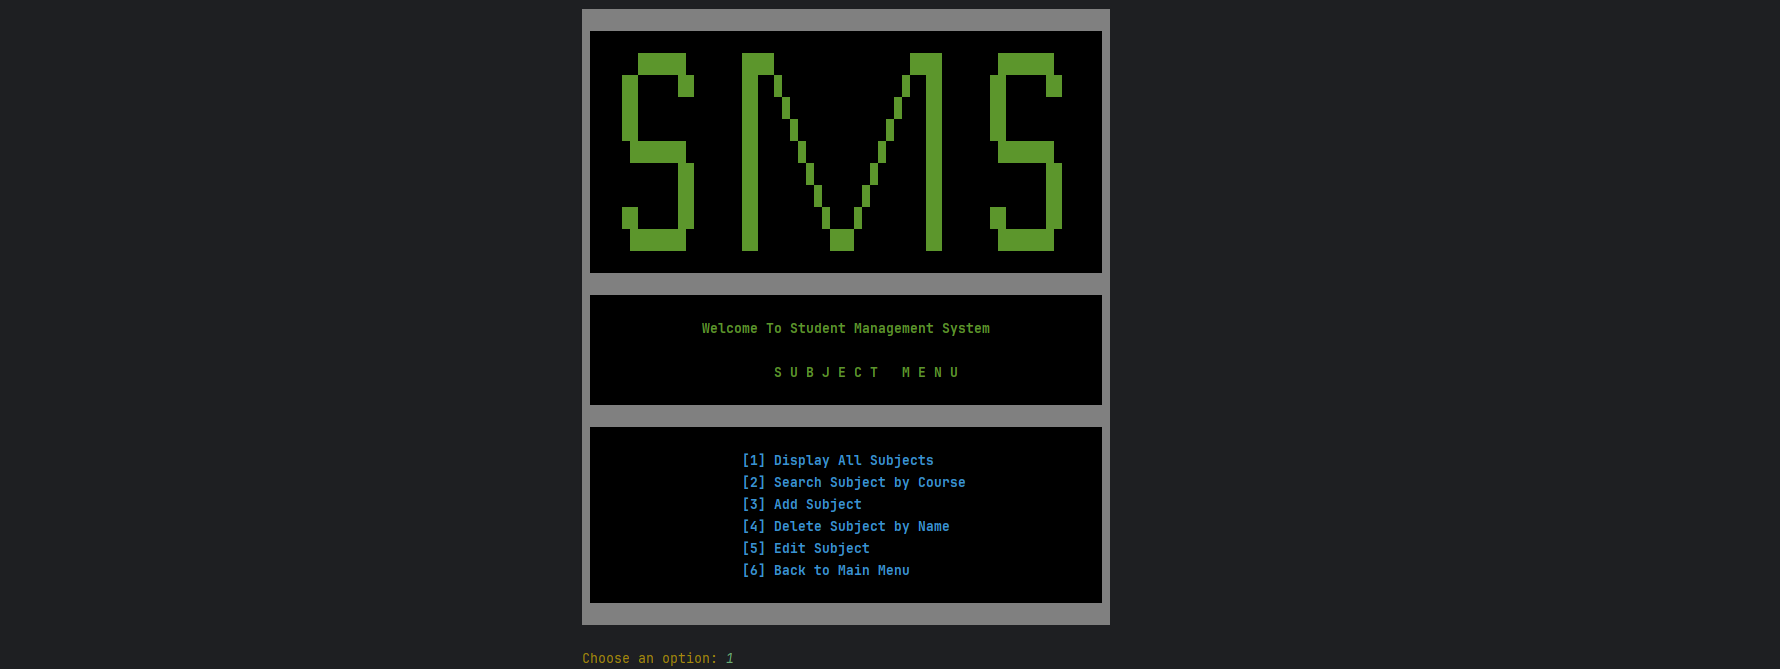 SMS
Welcome To Student Management System
S U B J E C T   M E N U
[1] Display All Subjects
[2] Search Subject by Course
[3] Add Subject
[4] Delete Subject by Name
[5] Edit Subject
[6] Back to Main Menu
Choose an option: 1